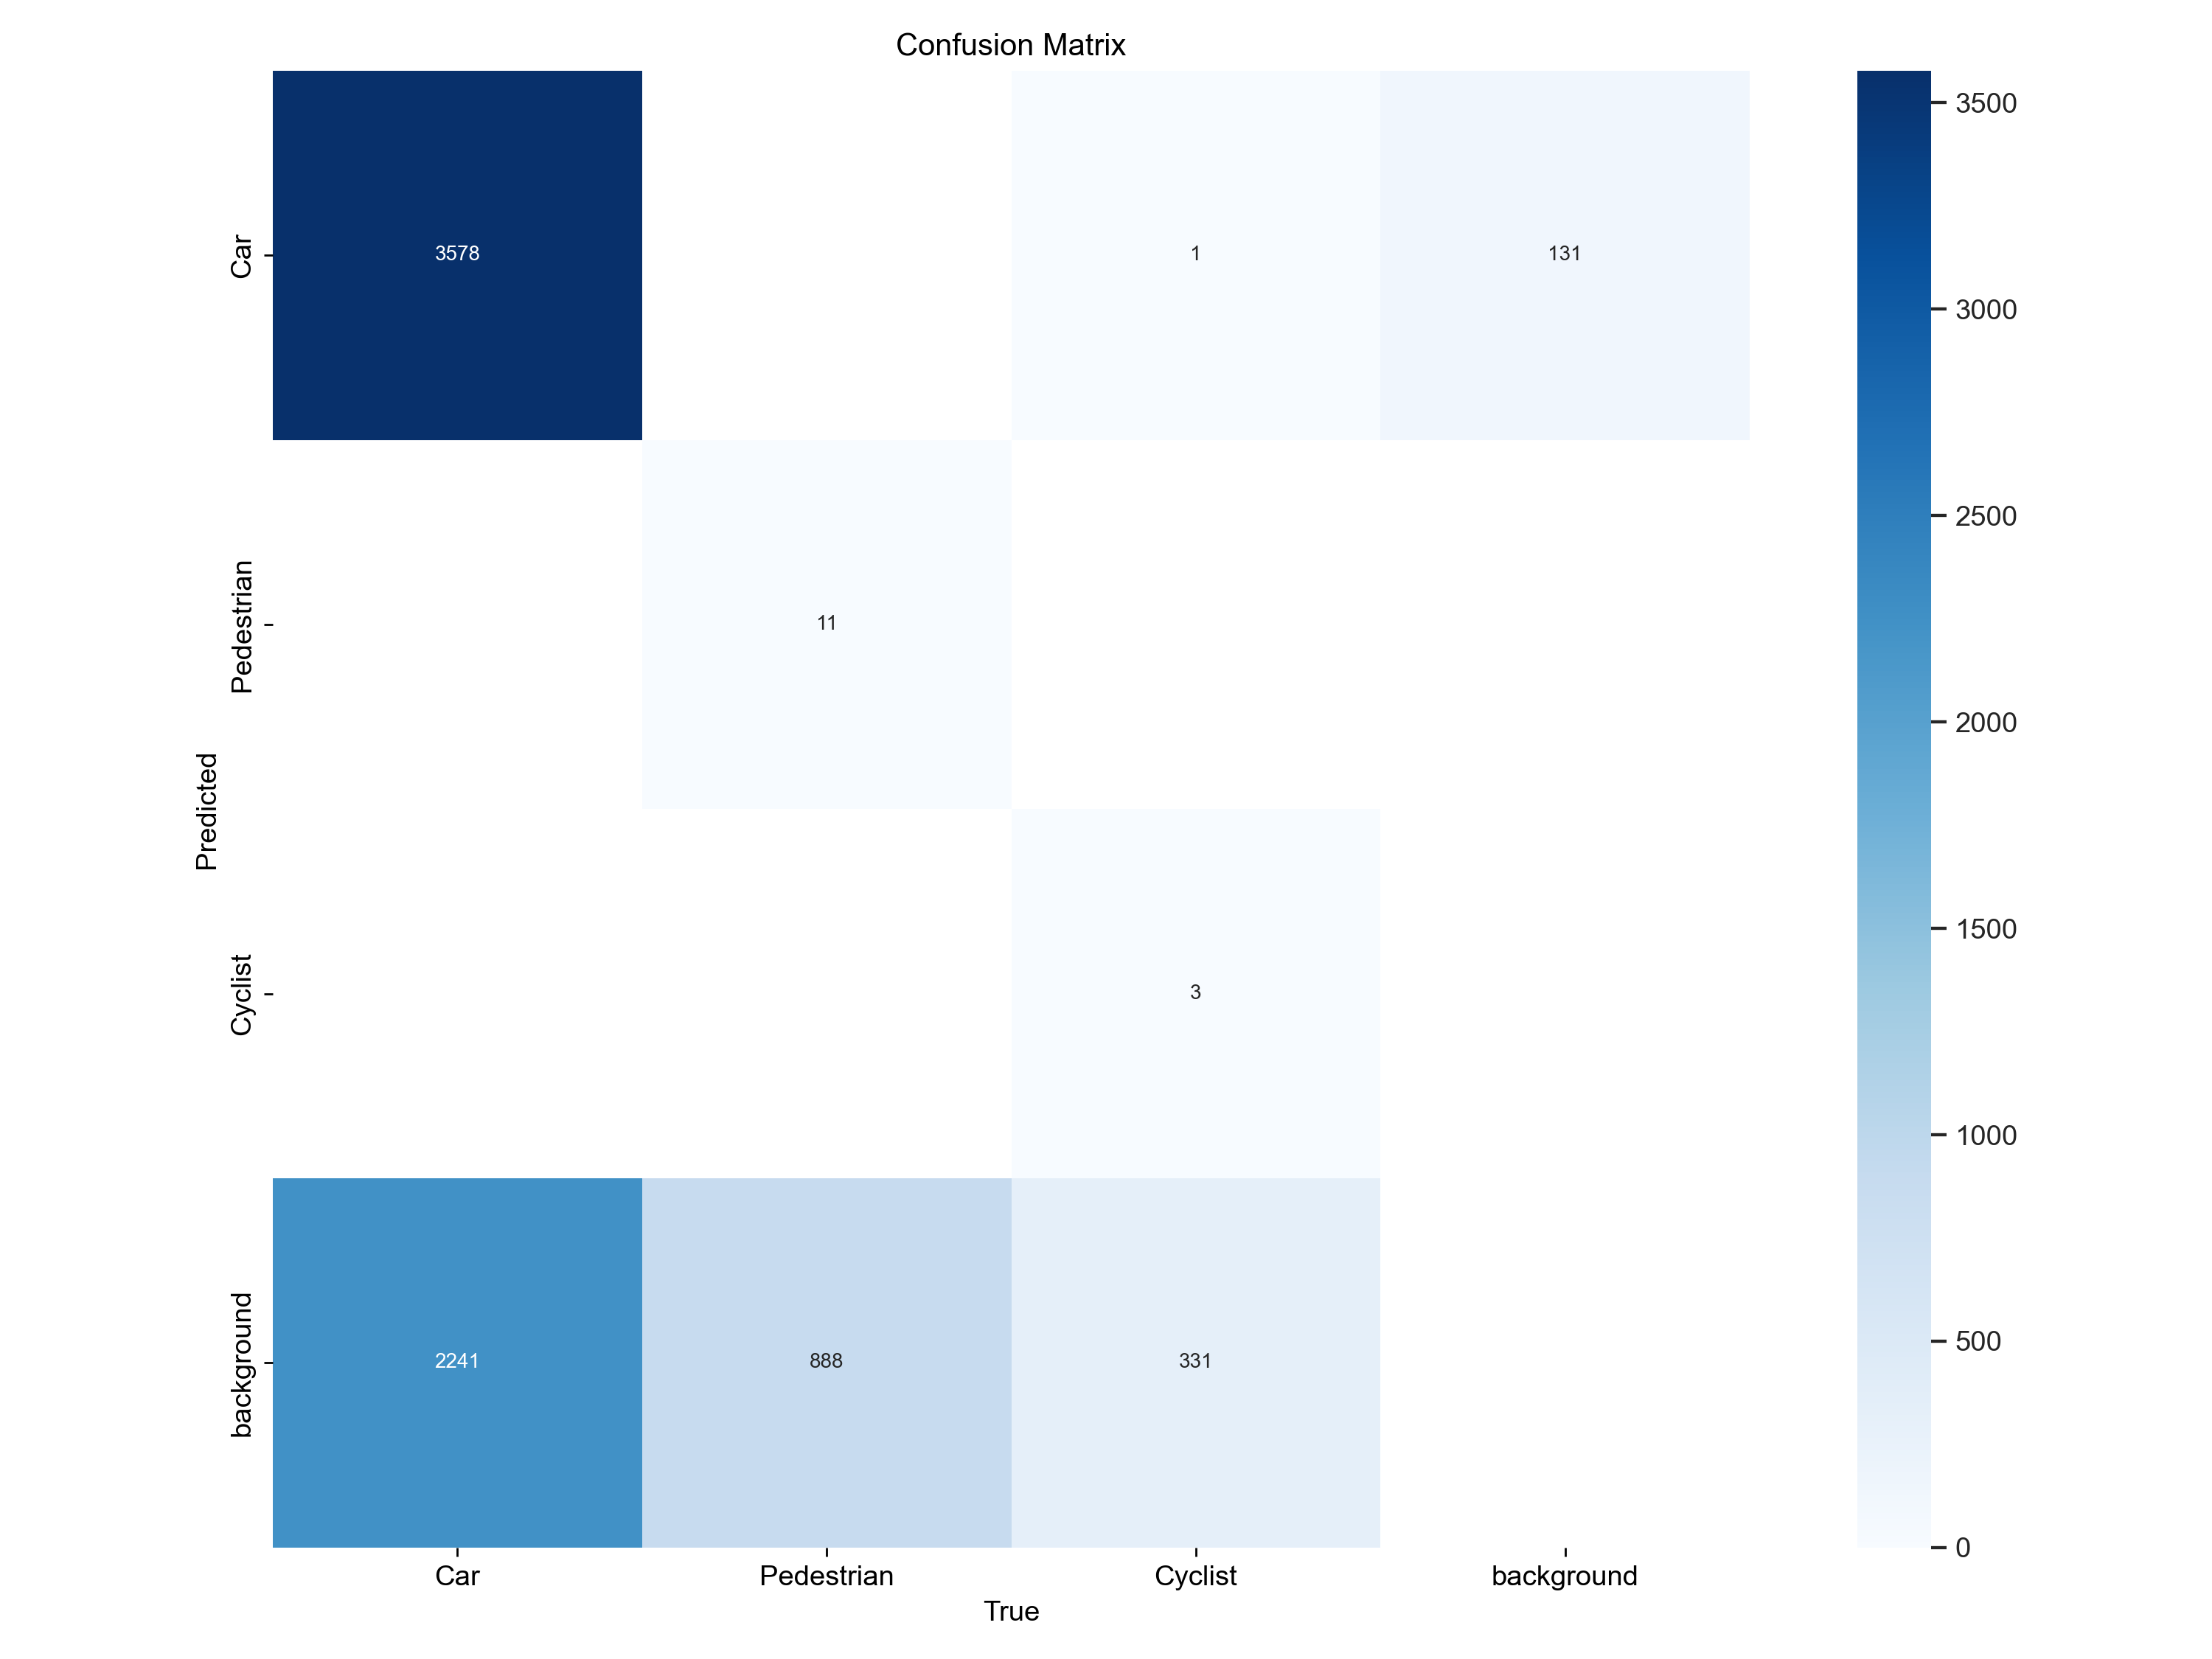 Confusion Matrix
Car
3578
1
131
Pedestrian
11
Cyclist
3
background
2241
888
331
Predicted
Car
Pedestrian
Cyclist
background
True
3500
3000
2500
2000
1500
1000
500
0